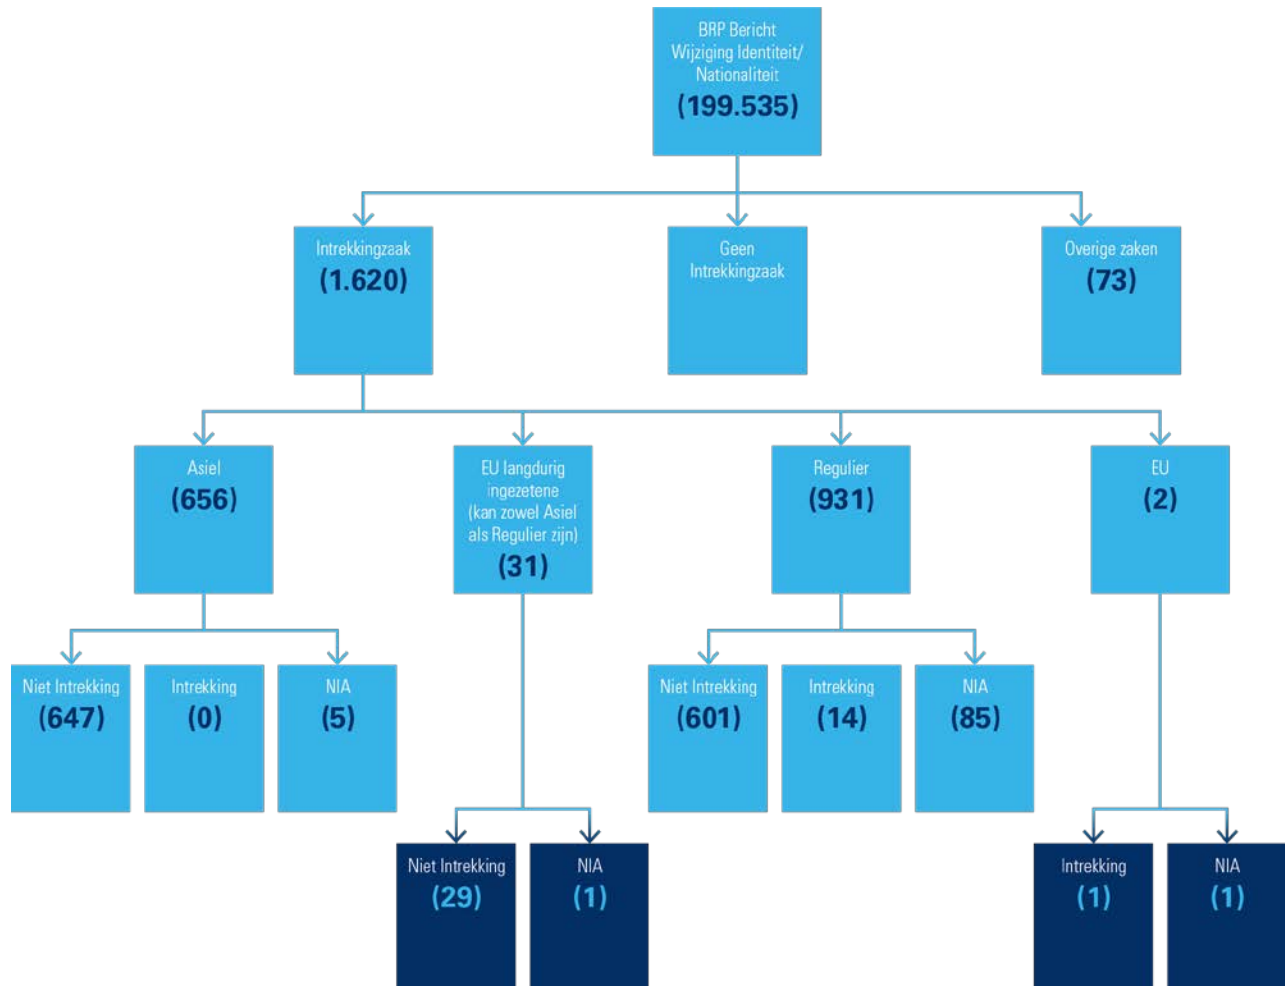 BRP Bericht
Wijziging Identiteit/
Nationaliteit
(199.535)
Intrekkingzaak
(1.620)
Geen
Intrekkingzaak
Overige zaken
(73)
Asiel
(656)
EU langdurig
ingezetene
(kan zowel Asiel
als Regulier zijn)
(31)
Regulier
(931)
EU
(2)
Niet Intrekking
(647)
Intrekking
(0)
NIA
(5)
Niet Intrekking
(601)
Intrekking
(14)
NIA
(85)
Niet Intrekking
(29)
NIA
(1)
Intrekking
(1)
NIA
(1)